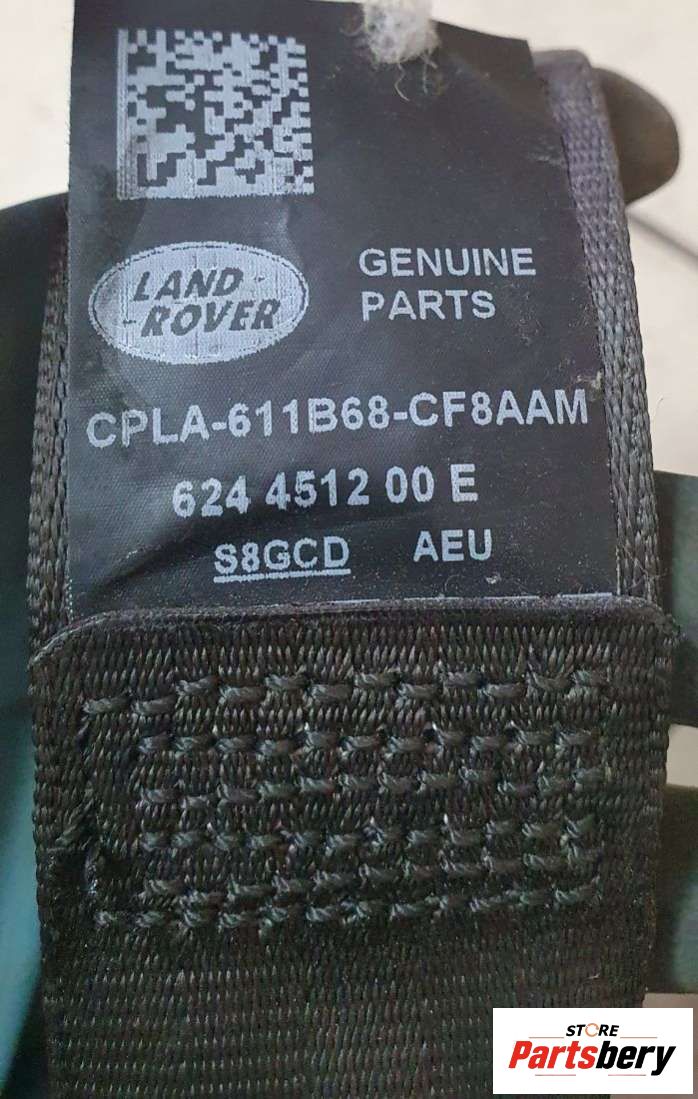 LAND
-ROVER
GENUINE
PARTS
CPLA-611B68-CF8AAM
624 4512 00 E
S8GCD AEU
STORE
Partsbery